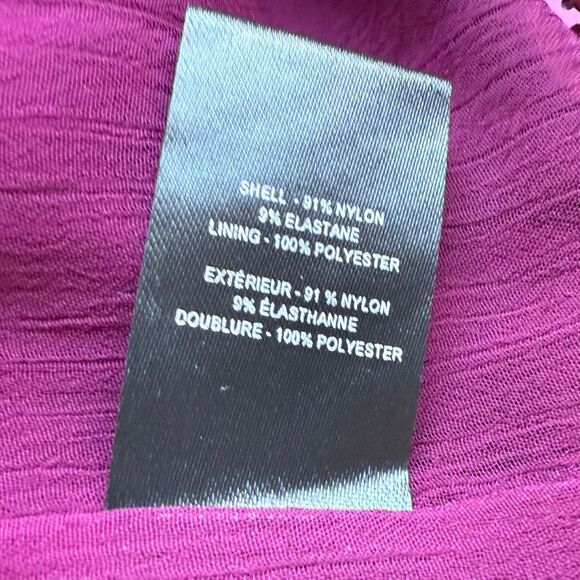 SHELL - 91% NYLON
9% ELASTANE
LINING - 100% POLYESTER
EXTÉRIEUR - 91 % NYLON
9% ÉLASTHANNE
DOUBLURE - 100% POLYESTER